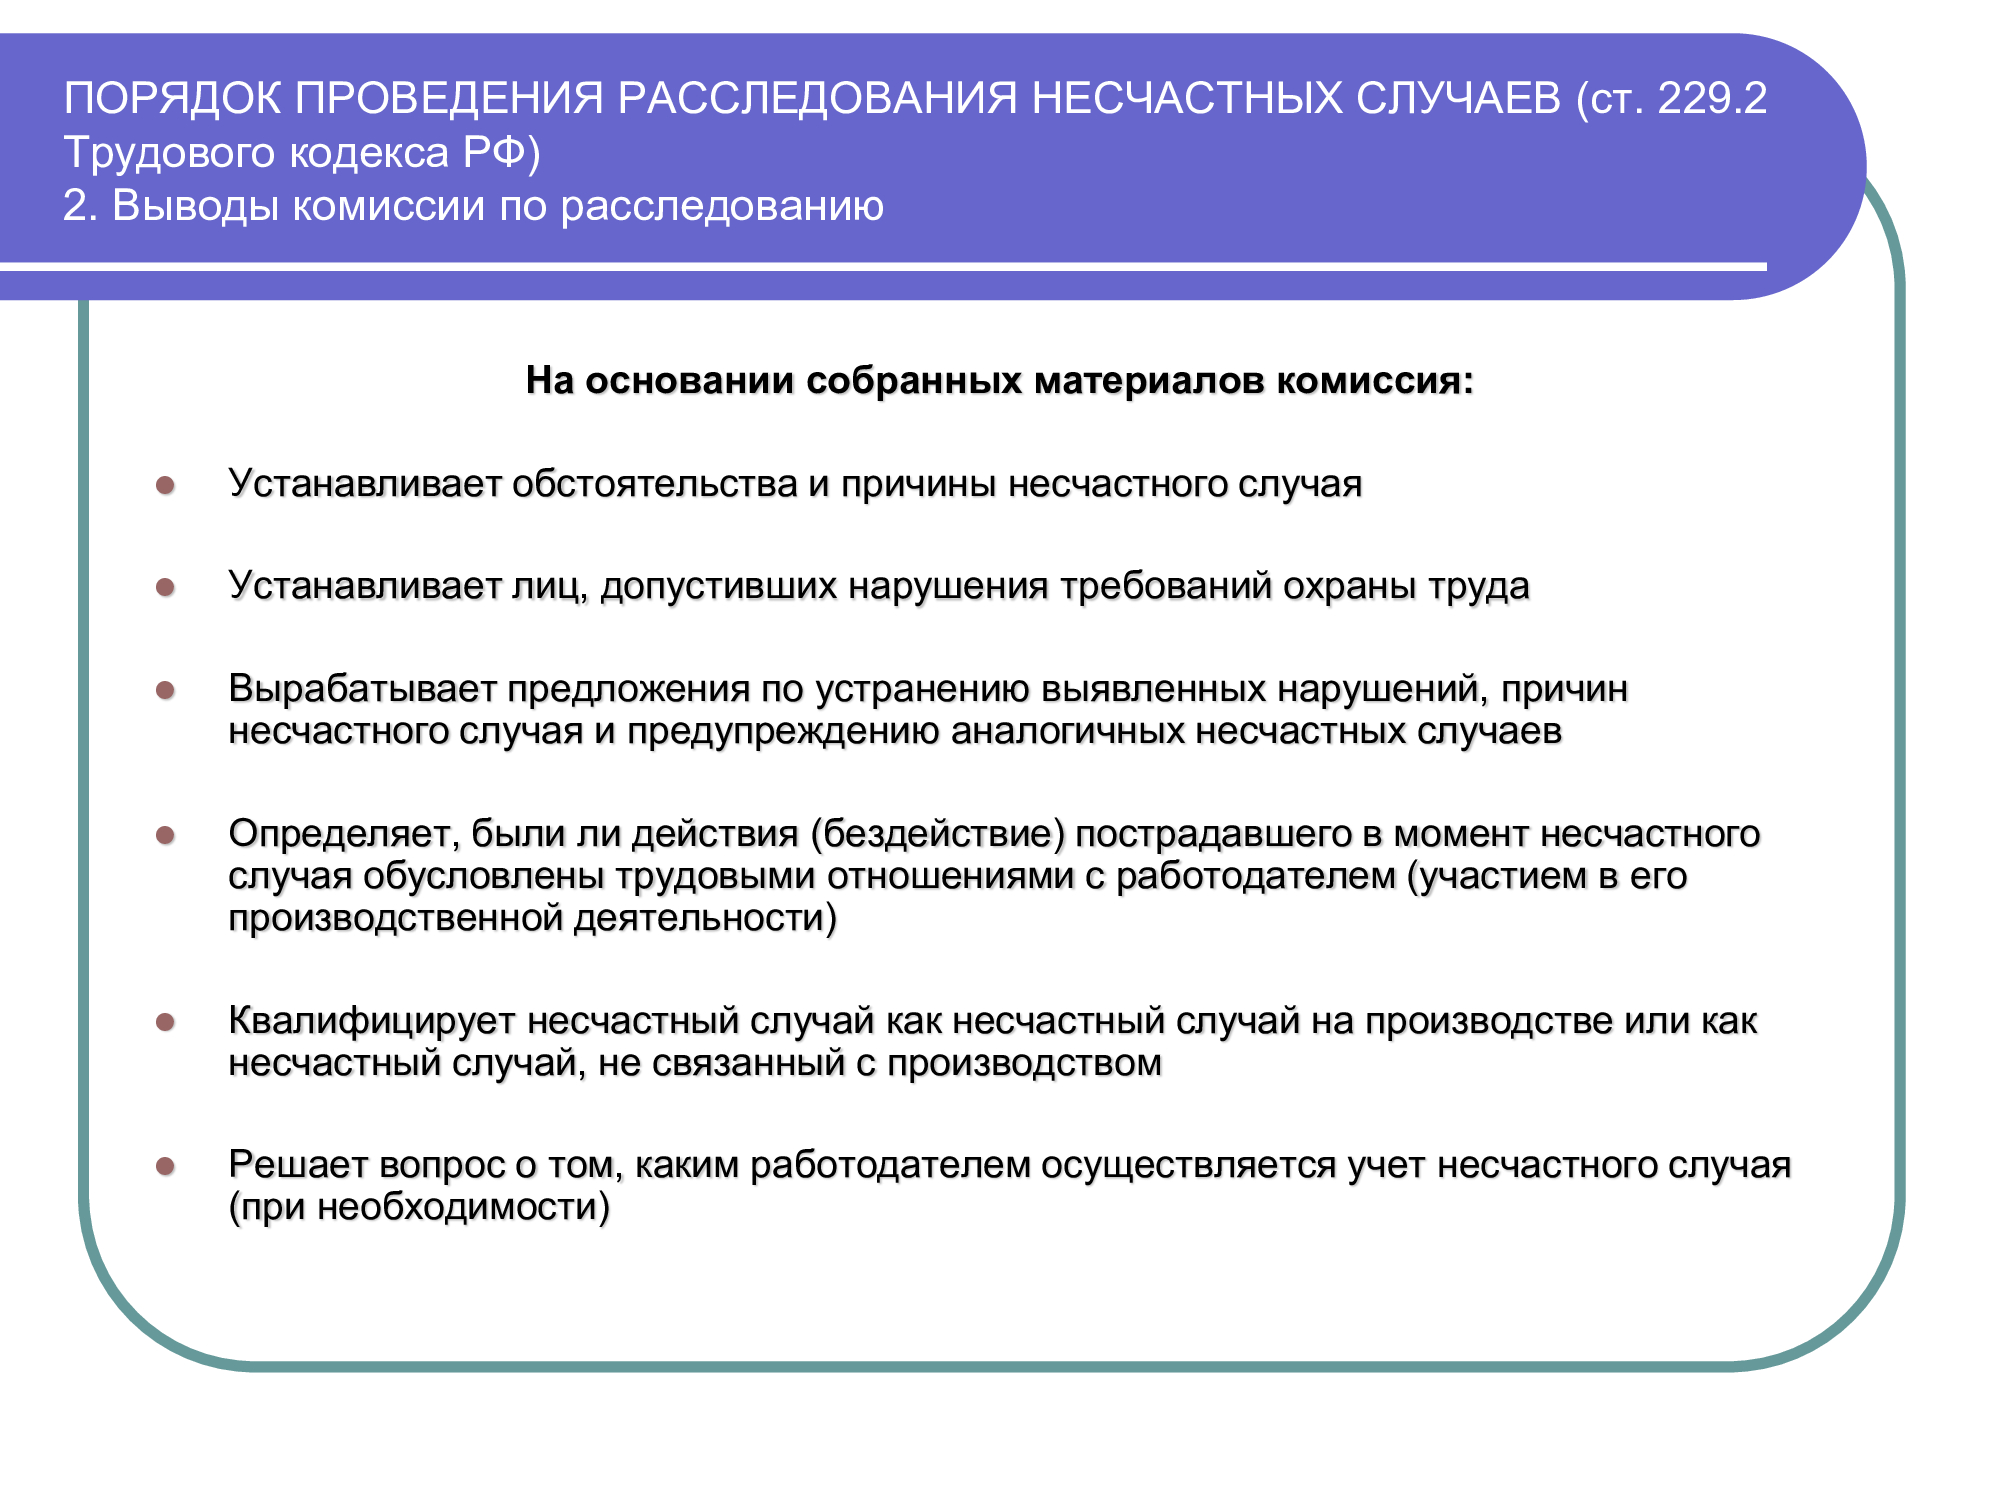 ПОРЯДОК ПРОВЕДЕНИЯ РАССЛЕДОВАНИЯ НЕСЧАСТНЫХ СЛУЧАЕВ (ст. 229.2
Трудового кодекса РФ)
2. Выводы комиссии по расследованию
На основании собранных материалов комиссия:
Устанавливает обстоятельства и причины несчастного случая
Устанавливает лиц, допустивших нарушения требований охраны труда
Вырабатывает предложения по устранению выявленных нарушений, причин
несчастного случая и предупреждению аналогичных несчастных случаев
Определяет, были ли действия (бездействие) пострадавшего в момент несчастного
случая обусловлены трудовыми отношениями с работодателем (участием в его
производственной деятельности)
Квалифицирует несчастный случай как несчастный случай на производстве или как
несчастный случай, не связанный с производством
Решает вопрос о том, каким работодателем осуществляется учет несчастного случая
(при необходимости)